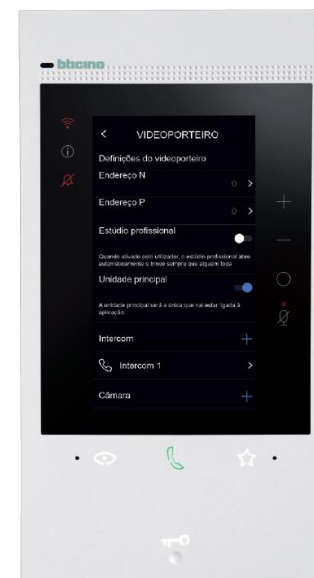 bticino
VIDEOPORTEIRO
Definições do videoporteiro
Endereço N
0
Endereço P
0
Estúdio profissional
Quando ativado pelo utilizador, o estúdio profissional abre
automaticamente o trinco sempre que alguém toca
Unidade principal
A unidade principal será a única que vai estar ligada à
aplicação.
Intercom
Intercom 1
Câmara